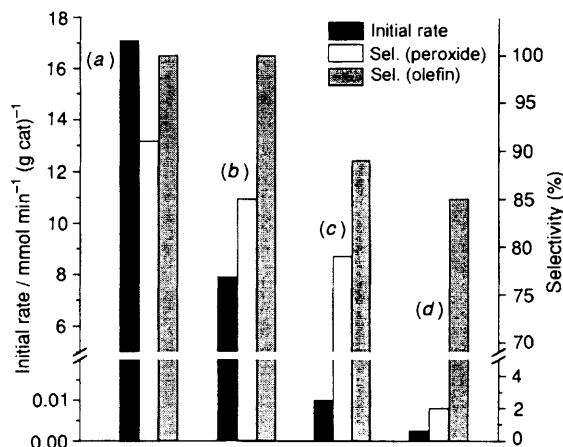 Initial rate / mmol min⁻¹ (g cat)⁻¹
18
16
14
12
10
8
6
0.01
0.00
(a)
(b)
(c)
(d)
Initial rate
Sel. (peroxide)
Sel. (olefin)
100
95
90
85
80
75
70
4
2
0
Selectivity (%)